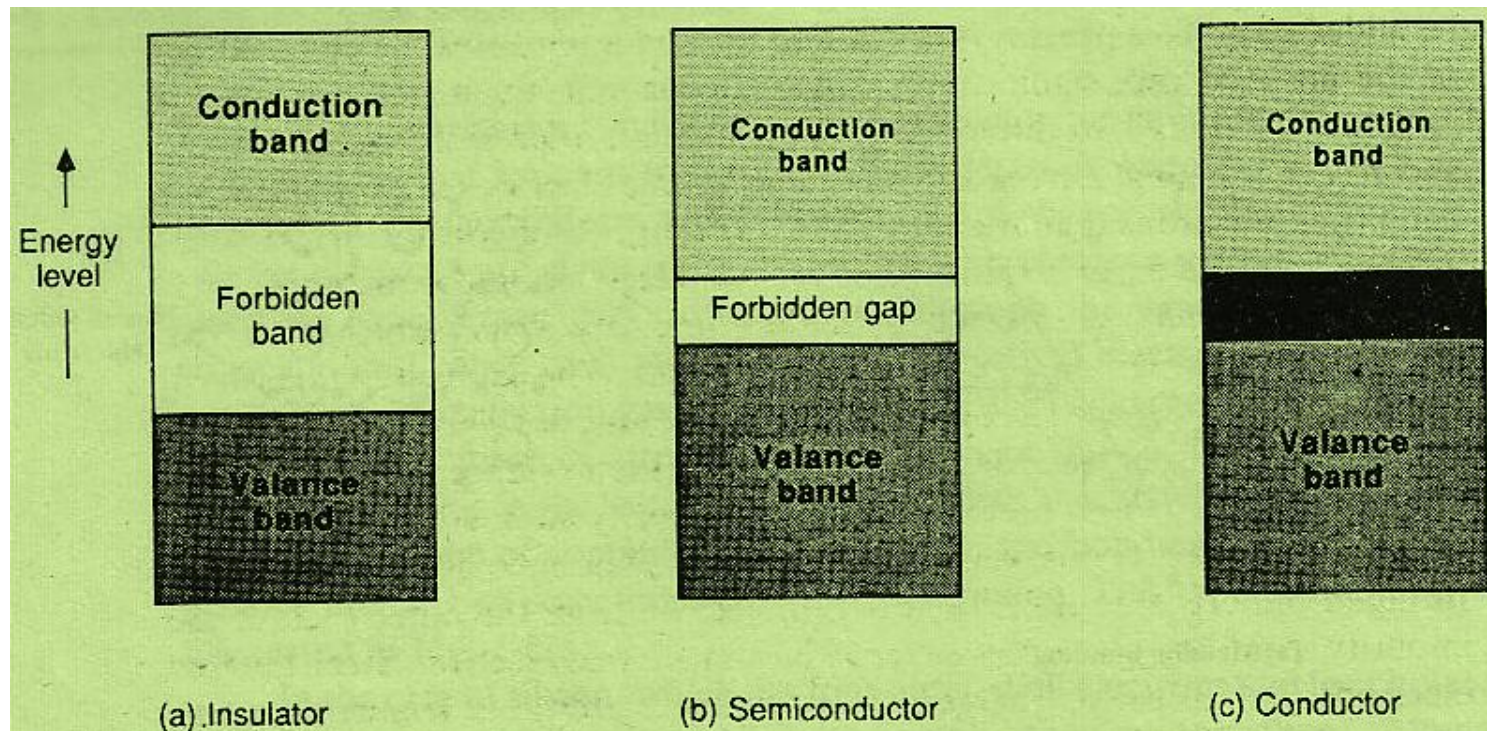 Conduction
band
Energy
level
Forbidden
band
Valance
band
(a) Insulator
Conduction
band
Forbidden gap
Valance
band
(b) Semiconductor
Conduction
band
Valance
band
(c) Conductor